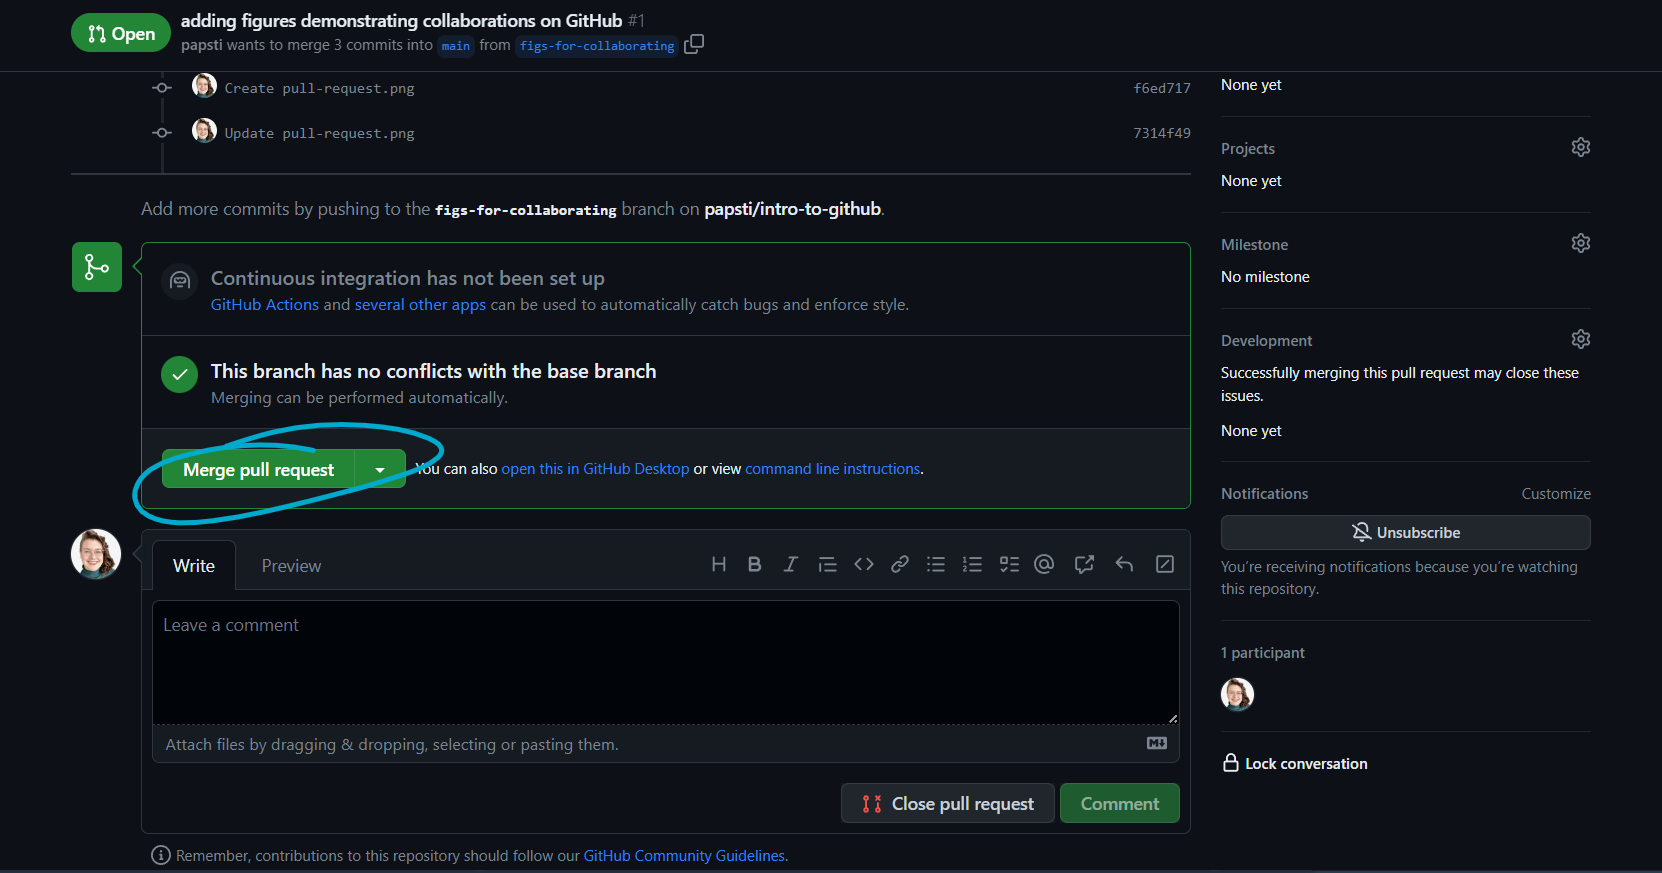 Open
adding figures demonstrating collaborations on GitHub #1
papsti wants to merge 3 commits into main from figs-for-collaborating
Create pull-request.png f6ed717
Update pull-request.png 7314f49
Add more commits by pushing to the figs-for-collaborating branch on papsti/intro-to-github.
Continuous integration has not been set up
GitHub Actions and several other apps can be used to automatically catch bugs and enforce style.
This branch has no conflicts with the base branch
Merging can be performed automatically.
Merge pull request
You can also open this in GitHub Desktop or view command line instructions.
Write Preview
Leave a comment
Attach files by dragging & dropping, selecting or pasting them.
Close pull request Comment
Remember, contributions to this repository should follow our GitHub Community Guidelines.
None yet
Projects
None yet
Milestone
No milestone
Development
Successfully merging this pull request may close these
issues.
None yet
Notifications Customize
Unsubscribe
You're receiving notifications because you're watching
this repository.
1 participant
Lock conversation